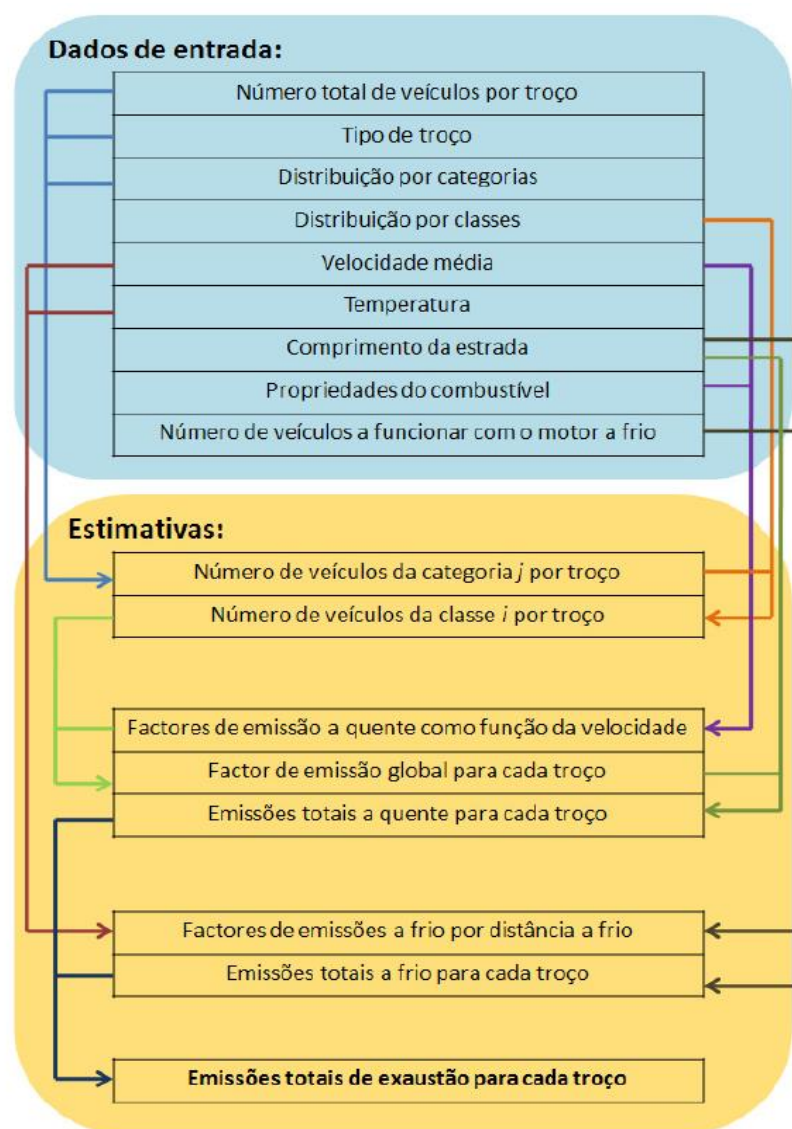 Dados de entrada:
Número total de veículos por troço
Tipo de troço
Distribuição por categorias
Distribuição por classes
Velocidade média
Temperatura
Comprimento da estrada
Propriedades do combustível
Número de veículos a funcionar com o motor a frio
Estimativas:
Número de veículos da categoria j por troço
Número de veículos da classe i por troço
Factores de emissão a quente como função da velocidade
Factor de emissão global para cada troço
Emissões totais a quente para cada troço
Factores de emissões a frio por distância a frio
Emissões totais a frio para cada troço
Emissões totais de exaustão para cada troço